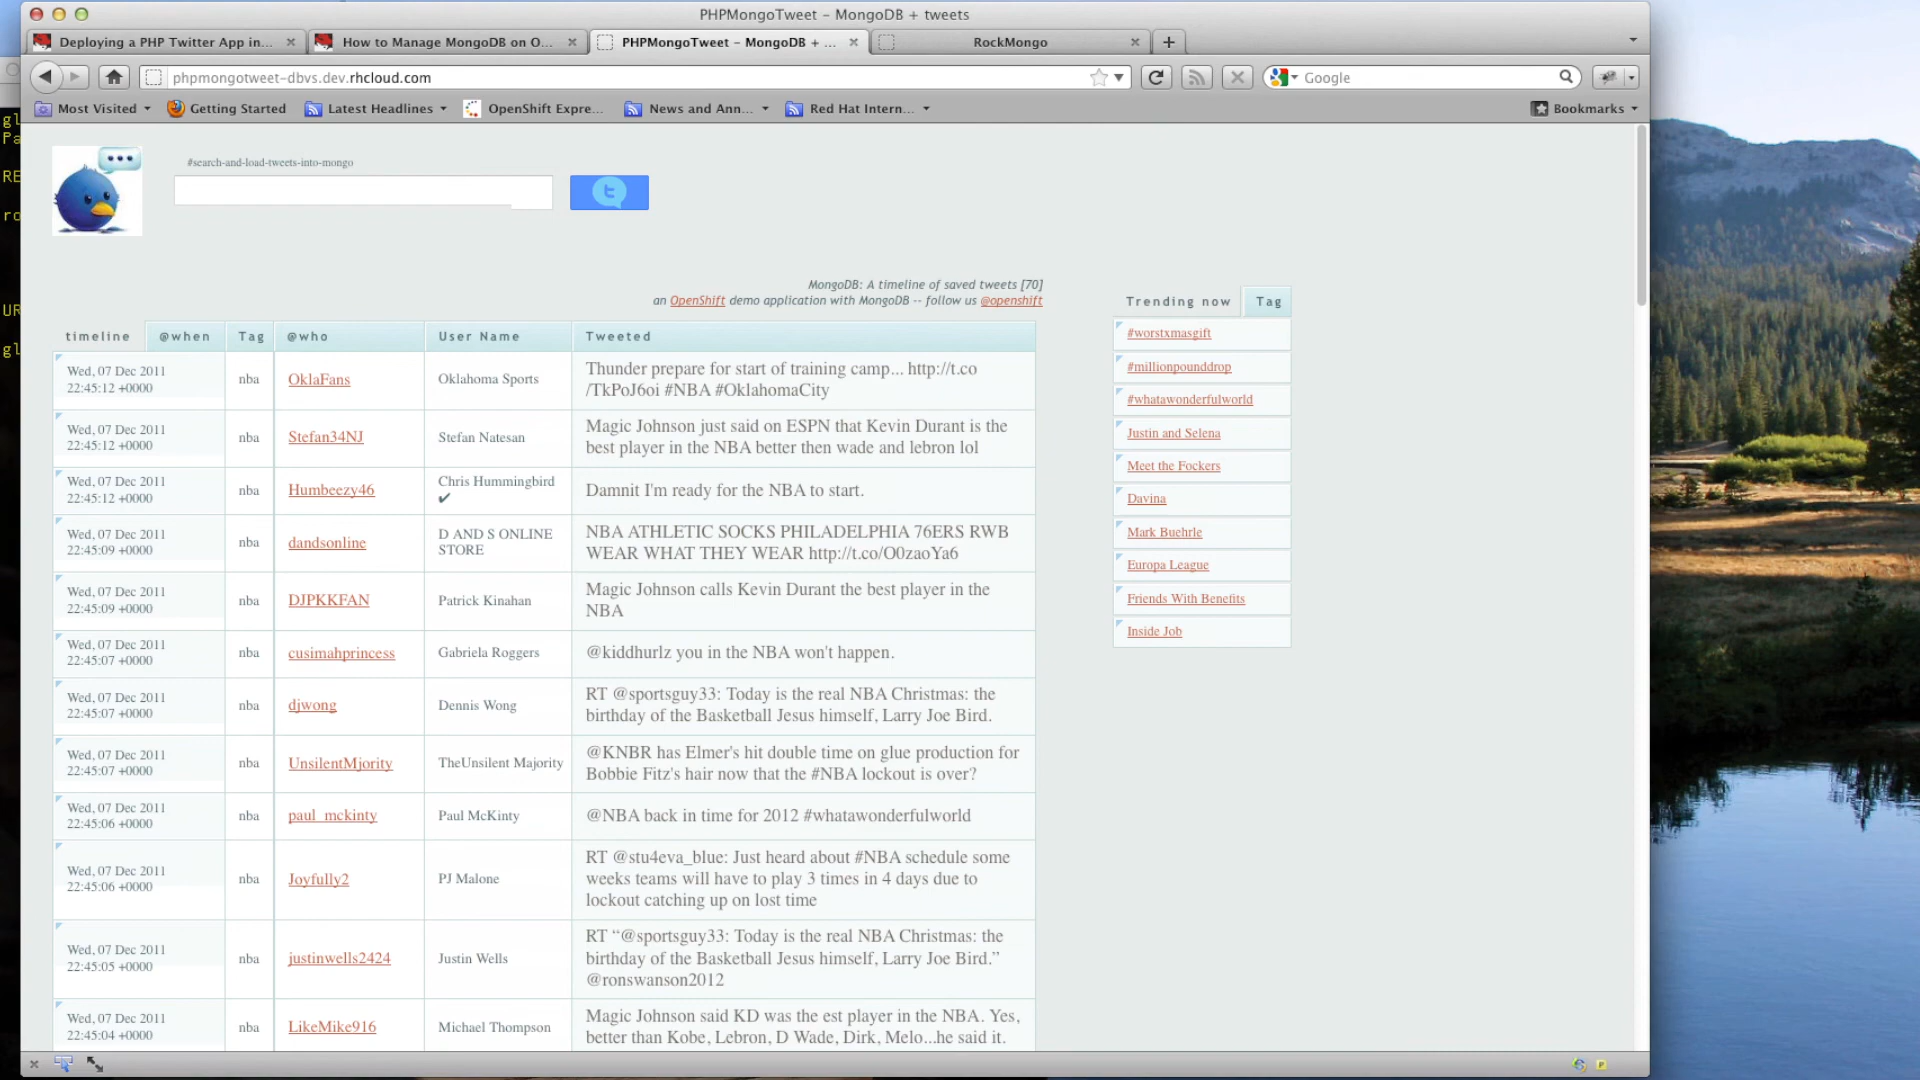 PHPMongoTweet – MongoDB + tweets
Deploying a PHP Twitter App in...
How to Manage MongoDB on O...
PHPMongoTweet – MongoDB + ...
RockMongo
phpmongotweet-dbvs.dev.rhcloud.com
Google
Most Visited
Getting Started
Latest Headlines
OpenShift Expre...
News and Ann...
Red Hat Intern...
Bookmarks
gl
Pa
RE
ro
UR
gl
#search-and-load-tweets-into-mongo
MongoDB: A timeline of saved tweets [70]
an OpenShift demo application with MongoDB -- follow us @openshift
timeline @when Tag @who User Name Tweeted
Wed, 07 Dec 2011
22:45:12 +0000
nba
OklaFans
Oklahoma Sports
Thunder prepare for start of training camp... http://t.co
/TkPoJ6oi #NBA #OklahomaCity
Wed, 07 Dec 2011
22:45:12 +0000
nba
Stefan34NJ
Stefan Natesan
Magic Johnson just said on ESPN that Kevin Durant is the
best player in the NBA better then wade and lebron lol
Wed, 07 Dec 2011
22:45:12 +0000
nba
Humbeezy46
Chris Hummingbird
✔
Damnit I'm ready for the NBA to start.
Wed, 07 Dec 2011
22:45:09 +0000
nba
dandsonline
D AND S ONLINE
STORE
NBA ATHLETIC SOCKS PHILADELPHIA 76ERS RWB
WEAR WHAT THEY WEAR http://t.co/O0zaoYa6
Wed, 07 Dec 2011
22:45:09 +0000
nba
DJPKKFAN
Patrick Kinahan
Magic Johnson calls Kevin Durant the best player in the
NBA
Wed, 07 Dec 2011
22:45:07 +0000
nba
cusimahprincess
Gabriela Roggers
@kiddhurlz you in the NBA won't happen.
Wed, 07 Dec 2011
22:45:07 +0000
nba
djwong
Dennis Wong
RT @sportsguy33: Today is the real NBA Christmas: the
birthday of the Basketball Jesus himself, Larry Joe Bird.
Wed, 07 Dec 2011
22:45:07 +0000
nba
UnsilentMjority
TheUnsilent Majority
@KNBR has Elmer's hit double time on glue production for
Bobbie Fitz's hair now that the #NBA lockout is over?
Wed, 07 Dec 2011
22:45:06 +0000
nba
paul_mckinty
Paul McKinty
@NBA back in time for 2012 #whatawonderfulworld
Wed, 07 Dec 2011
22:45:06 +0000
nba
Joyfully2
PJ Malone
RT @stu4eva_blue: Just heard about #NBA schedule some
weeks teams will have to play 3 times in 4 days due to
lockout catching up on lost time
Wed, 07 Dec 2011
22:45:05 +0000
nba
justinwells2424
Justin Wells
RT “@sportsguy33: Today is the real NBA Christmas: the
birthday of the Basketball Jesus himself, Larry Joe Bird.”
@ronswanson2012
Wed, 07 Dec 2011
22:45:04 +0000
nba
LikeMike916
Michael Thompson
Magic Johnson said KD was the est player in the NBA. Yes,
better than Kobe, Lebron, D Wade, Dirk, Melo...he said it.
Trending now Tag
#worstxmasgift
#millionpounddrop
#whatawonderfulworld
Justin and Selena
Meet the Fockers
Davina
Mark Buehrle
Europa League
Friends With Benefits
Inside Job